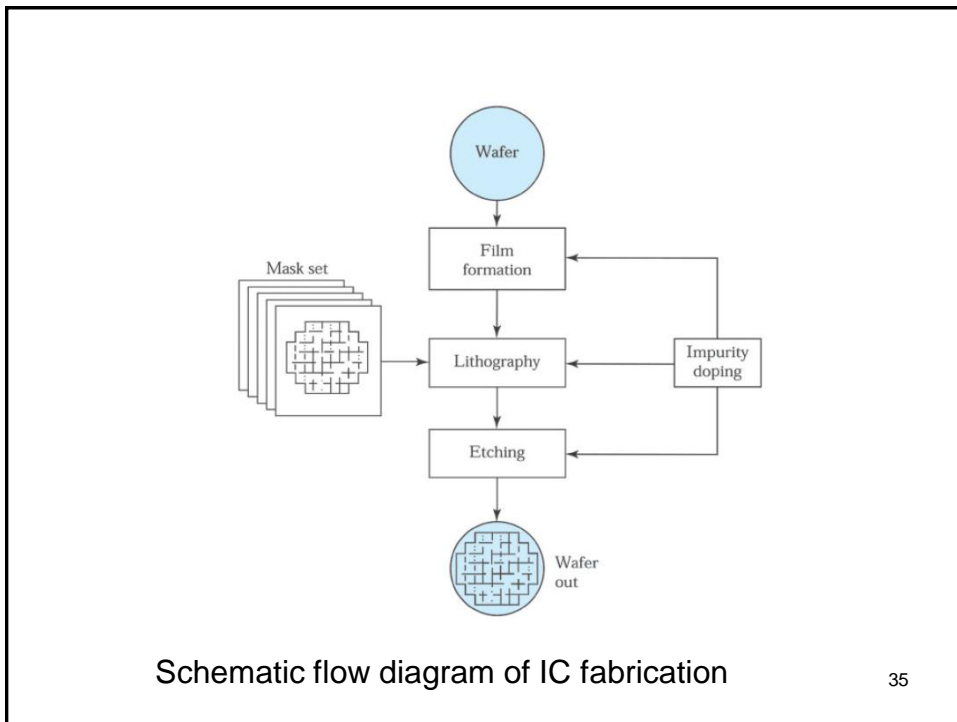 Wafer
Film
formation
Mask set
Lithography
Impurity
doping
Etching
Wafer
out
Schematic flow diagram of IC fabrication
35